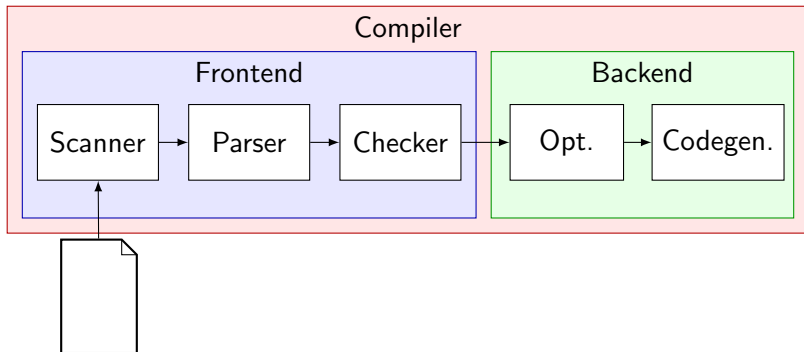 Compiler
Frontend
Backend
Scanner
Parser
Checker
Opt.
Codegen.